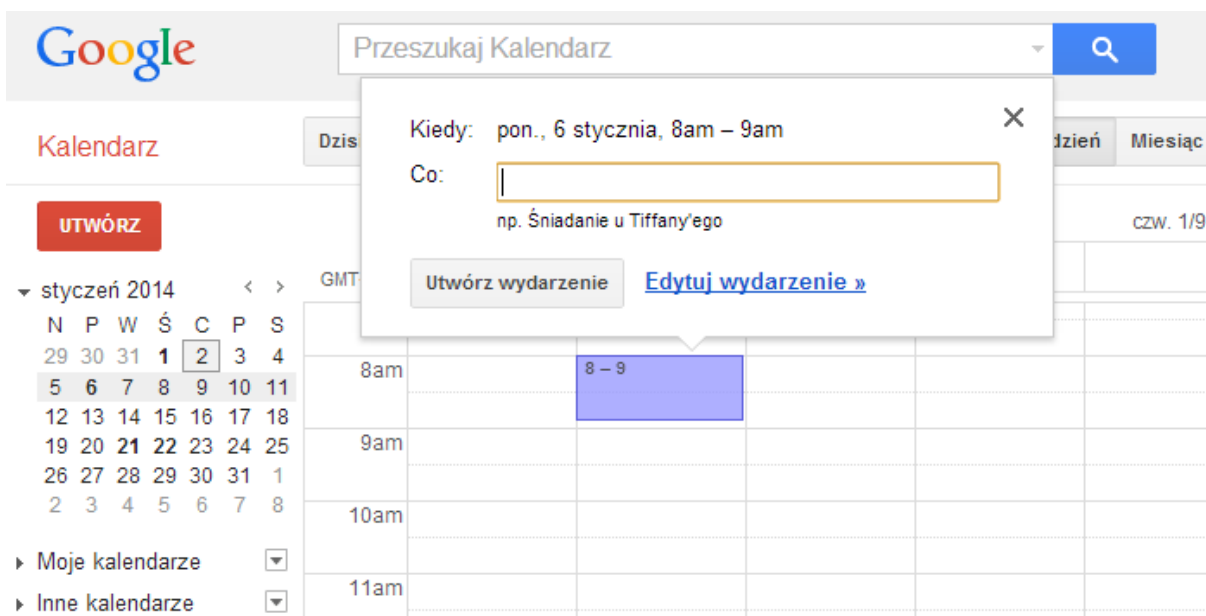 Google
Przeszukaj Kalendarz
Kalendarz
Dzis
dzień
Miesiąc
Kiedy: pon., 6 stycznia, 8am – 9am
Co:
np. Śniadanie u Tiffany'ego
Utwórz wydarzenie
Edytuj wydarzenie »
UTWÓRZ
czw. 1/9
styczeń 2014 < >
N P W Ś C P S
29 30 31 1 2 3 4
5 6 7 8 9 10 11
12 13 14 15 16 17 18
19 20 21 22 23 24 25
26 27 28 29 30 31 1
2 3 4 5 6 7 8
Moje kalendarze
Inne kalendarze
GMT
8am
8 – 9
9am
10am
11am